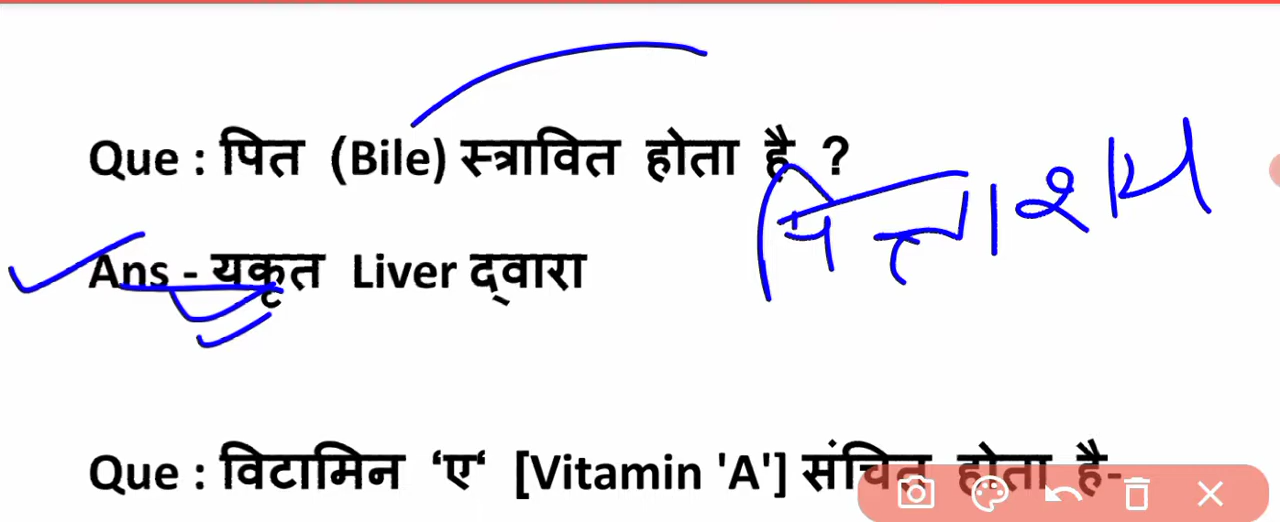 Que : पित (Bile) स्त्रावित होता है ?
पित्ताशय
Ans - यकृत Liver द्वारा
Que : विटामिन ‘ए‘ [Vitamin 'A'] संचित होता है-